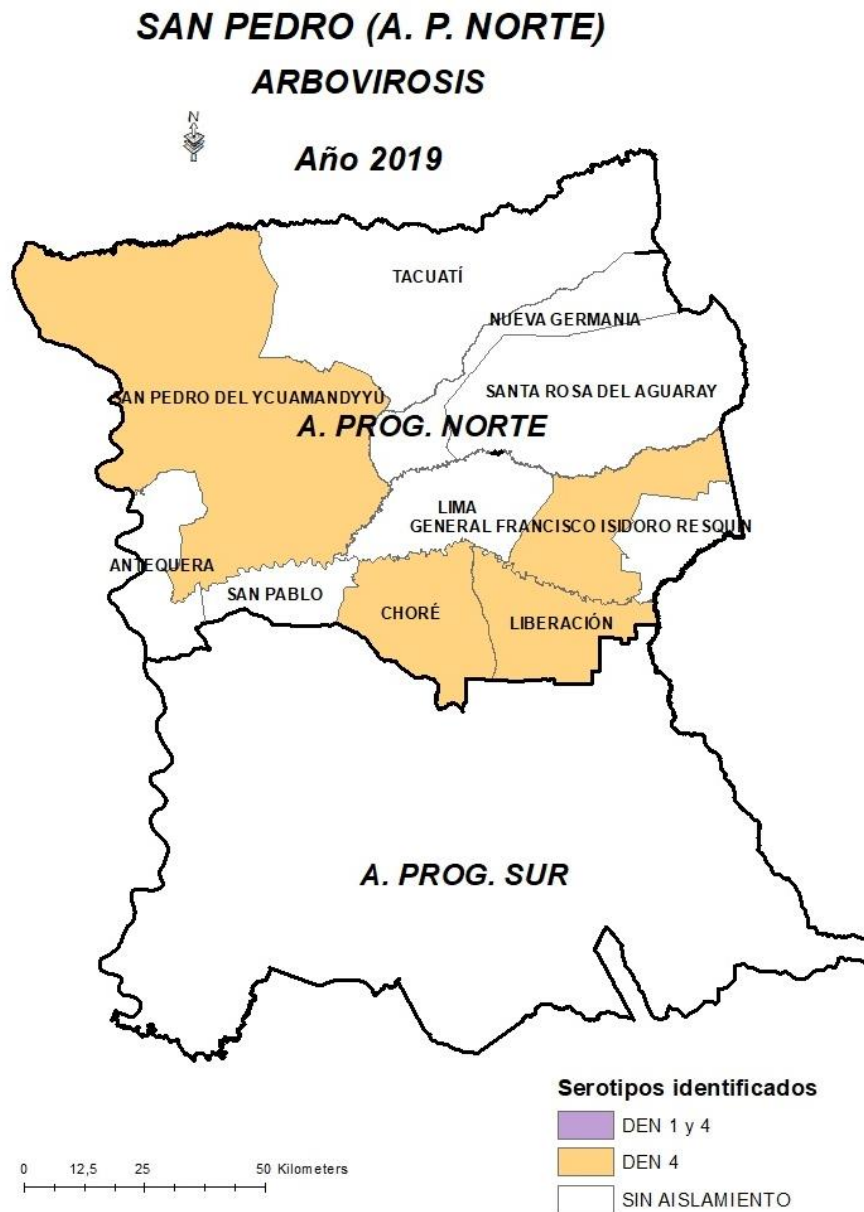 SAN PEDRO (A. P. NORTE)
ARBOVIROSIS
N
Año 2019
TACUATÍ
NUEVA GERMANIA
SANTA ROSA DEL AGUARAY
SAN PEDRO DEL YCUAMANDYYÚ
A. PROG. NORTE
LIMA
GENERAL FRANCISCO ISIDORO RESQUIN
ANTEQUERA
SAN PABLO
CHORÉ
LIBERACIÓN
A. PROG. SUR
Serotipos identificados
DEN 1 y 4
DEN 4
SIN AISLAMIENTO
0 12,5 25 50 Kilometers